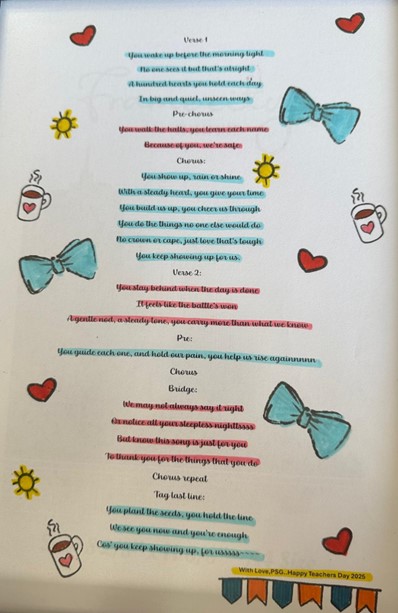 Verse 1
You wake up before the morning light
No one sees it but that's alright
A hundred hearts you hold each day
In big and quiet, unseen ways
Pre-chorus
You walk the halls, you learn each name
Because of you, we're safe
Chorus:
You show up, rain or shine
With a steady heart, you give your time
You build us up, you cheer us through
You do the things no one else would do
No crown or cape, just love that's tough
You keep showing up for us
Verse 2:
You stay behind when the day is done
It feels like the battle's won
A gentle nod, a steady tone, you carry more than what we know
Pre:
You guide each one, and hold our pain, you help us rise againnnnn
Chorus
Bridge:
We may not always say it right
Or notice all your sleepless nighttssss
But know this song is just for you
To thank you for the things that you do
Chorus repeat
Tag last line:
You plant the seeds, you hold the line
We see you now and you're enough
Cos' you keep showing up, for usssss~~~~
With Love,PSG..Happy Teachers Day 2025